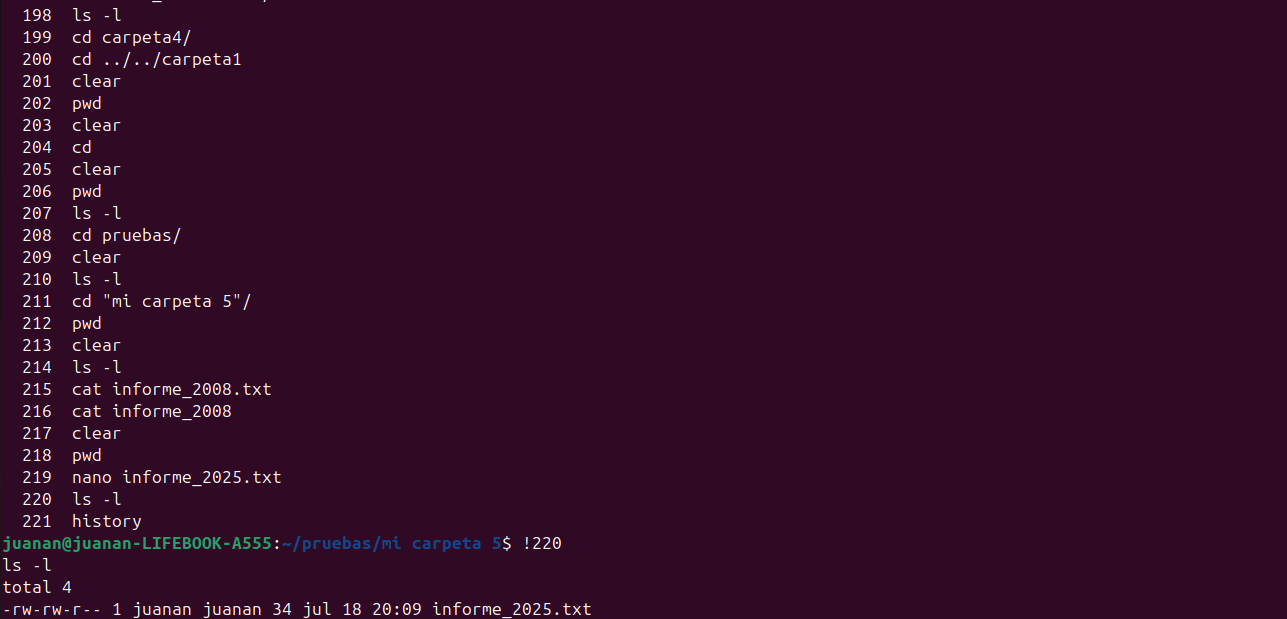 198 ls -l
199 cd carpeta4/
200 cd ../../carpeta1
201 clear
202 pwd
203 clear
204 cd
205 clear
206 pwd
207 ls -l
208 cd pruebas/
209 clear
210 ls -l
211 cd "mi carpeta 5"/
212 pwd
213 clear
214 ls -l
215 cat informe_2008.txt
216 cat informe_2008
217 clear
218 pwd
219 nano informe_2025.txt
220 ls -l
221 history
juanan@juanan-LIFEBOOK-A555:~/pruebas/mi carpeta 5$ !220
ls -l
total 4
-rw-rw-r-- 1 juanan juanan 34 jul 18 20:09 informe_2025.txt